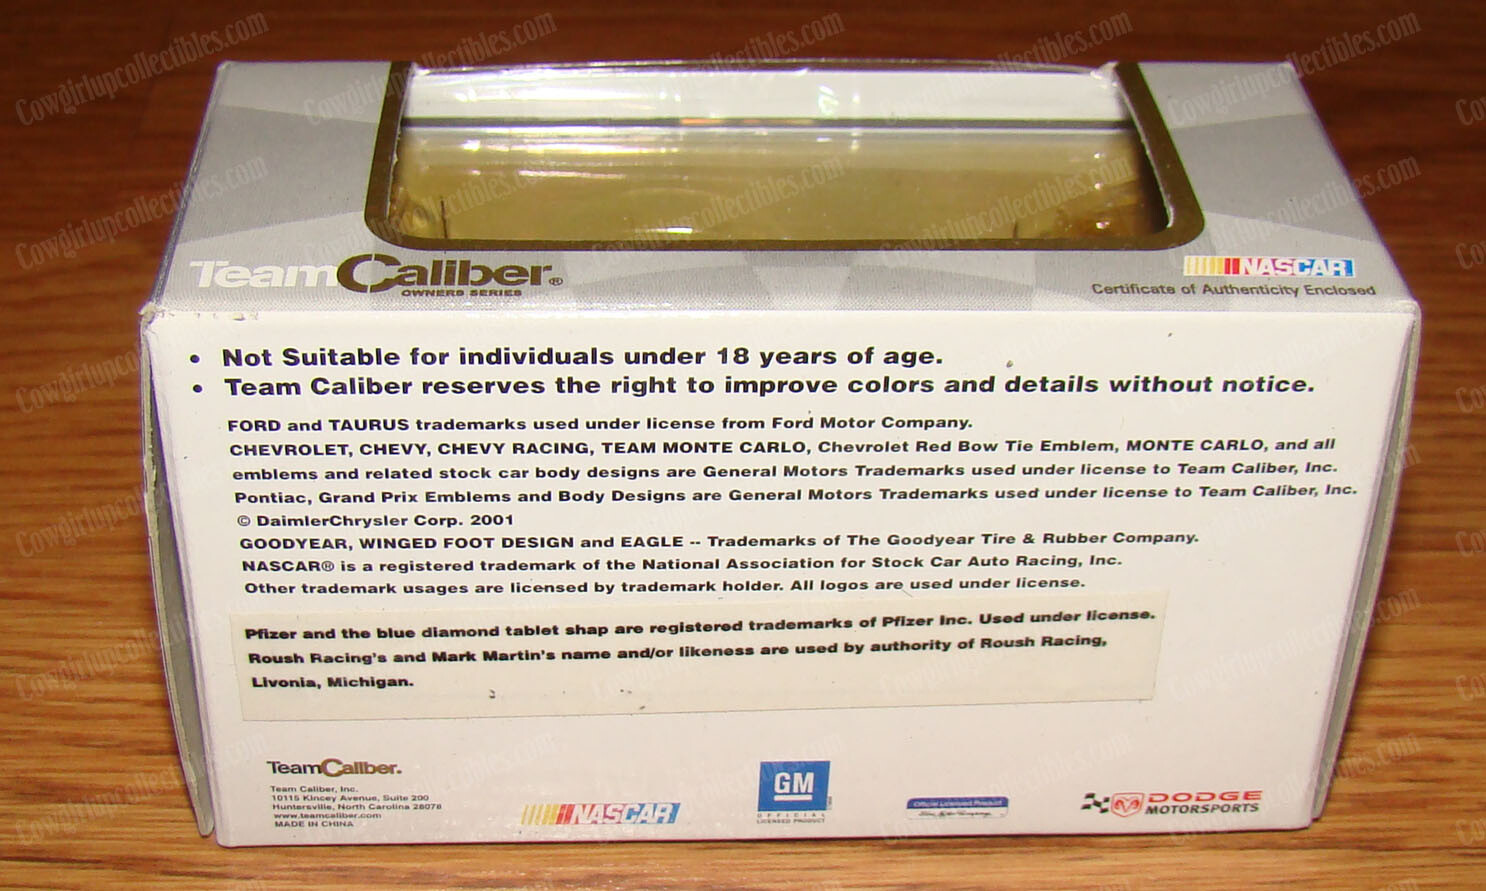 TeamCaliber®
OWNERS SERIES
NASCAR
Certificate of Authenticity Enclosed
• Not Suitable for individuals under 18 years of age.
• Team Caliber reserves the right to improve colors and details without notice.
FORD and TAURUS trademarks used under license from Ford Motor Company.
CHEVROLET, CHEVY, CHEVY RACING, TEAM MONTE CARLO, Chevrolet Red Bow Tie Emblem, MONTE CARLO, and all
emblems and related stock car body designs are General Motors Trademarks used under license to Team Caliber, Inc.
Pontiac, Grand Prix Emblems and Body Designs are General Motors Trademarks used under license to Team Caliber, Inc.
© DaimlerChrysler Corp. 2001
GOODYEAR, WINGED FOOT DESIGN and EAGLE -- Trademarks of The Goodyear Tire & Rubber Company.
NASCAR® is a registered trademark of the National Association for Stock Car Auto Racing, Inc.
Other trademark usages are licensed by trademark holder. All logos are used under license.
Pfizer and the blue diamond tablet shap are registered trademarks of Pfizer Inc. Used under license.
Roush Racing's and Mark Martin's name and/or likeness are used by authority of Roush Racing,
Livonia, Michigan.
TeamCaliber.
Team Caliber, Inc.
10115 Kincey Avenue, Suite 200
Huntersville, North Carolina 28078
www.teamcaliber.com
MADE IN CHINA
NASCAR
GM
OFFICIAL
LICENSED PRODUCT
Official Licensed Product
DODGE
MOTORSPORTS
Cowgirlupcollectibles.com